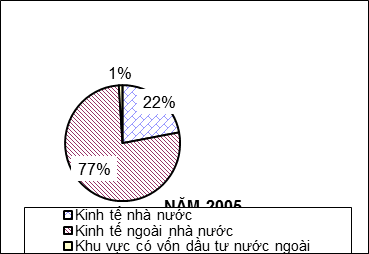 1%
22%
77%
NĂM 2005
Kinh tế nhà nước
Kinh tế ngoài nhà nước
Khu vực có vốn dầu tư nước ngoài